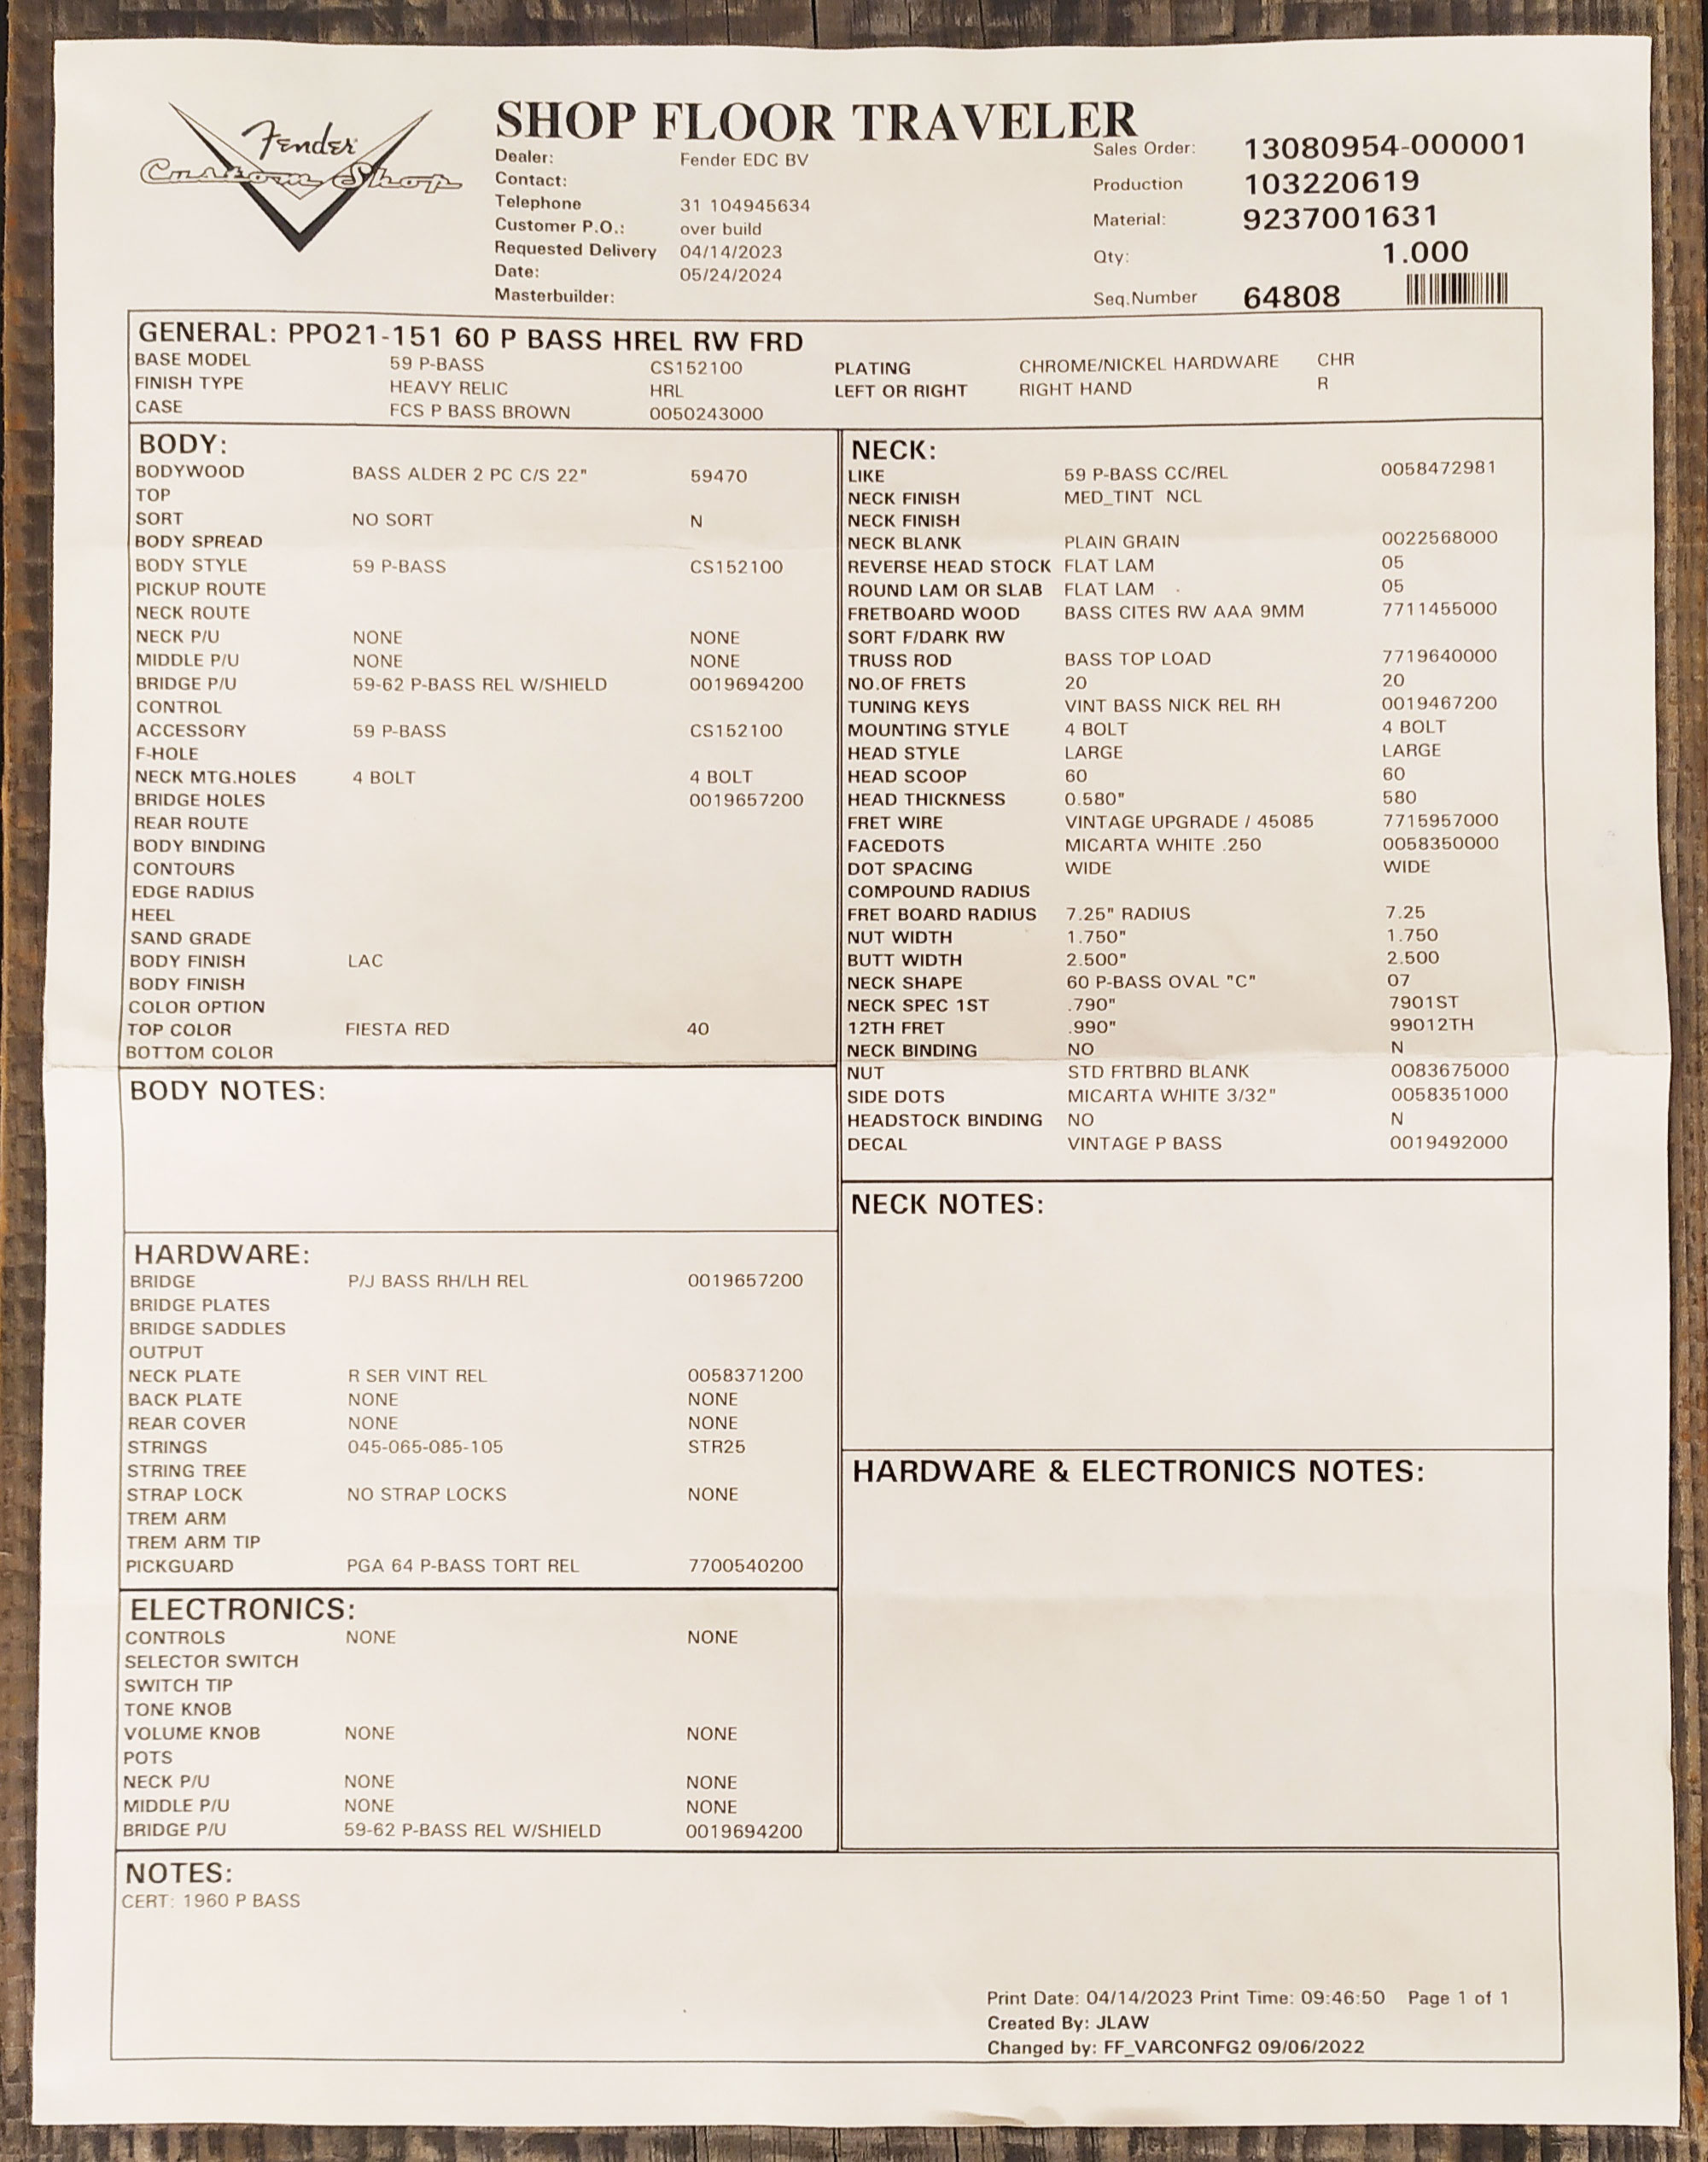 Fender
Custom Shop
SHOP FLOOR TRAVELER
Dealer: Fender EDC BV
Contact:
Telephone 31 104945634
Customer P.O.: over build
Requested Delivery 04/14/2023
Date: 05/24/2024
Masterbuilder:
Sales Order: 13080954-000001
Production 103220619
Material: 9237001631
Qty: 1.000
Seq.Number 64808
GENERAL: PPO21-151 60 P BASS HREL RW FRD
BASE MODEL 59 P-BASS CS152100
FINISH TYPE HEAVY RELIC HRL
CASE FCS P BASS BROWN 0050243000
PLATING CHROME/NICKEL HARDWARE CHR
LEFT OR RIGHT RIGHT HAND R
BODY:
BODYWOOD BASS ALDER 2 PC C/S 22" 59470
TOP
SORT NO SORT N
BODY SPREAD
BODY STYLE 59 P-BASS CS152100
PICKUP ROUTE
NECK ROUTE
NECK P/U NONE NONE
MIDDLE P/U NONE NONE
BRIDGE P/U 59-62 P-BASS REL W/SHIELD 0019694200
CONTROL
ACCESSORY 59 P-BASS CS152100
F-HOLE
NECK MTG.HOLES 4 BOLT 4 BOLT
BRIDGE HOLES 0019657200
REAR ROUTE
BODY BINDING
CONTOURS
EDGE RADIUS
HEEL
SAND GRADE
BODY FINISH LAC
BODY FINISH
COLOR OPTION
TOP COLOR FIESTA RED 40
BOTTOM COLOR
BODY NOTES:
HARDWARE:
BRIDGE P/J BASS RH/LH REL 0019657200
BRIDGE PLATES
BRIDGE SADDLES
OUTPUT
NECK PLATE R SER VINT REL 0058371200
BACK PLATE NONE NONE
REAR COVER NONE NONE
STRINGS 045-065-085-105 STR25
STRING TREE
STRAP LOCK NO STRAP LOCKS NONE
TREM ARM
TREM ARM TIP
PICKGUARD PGA 64 P-BASS TORT REL 7700540200
ELECTRONICS:
CONTROLS NONE NONE
SELECTOR SWITCH
SWITCH TIP
TONE KNOB
VOLUME KNOB NONE NONE
POTS
NECK P/U NONE NONE
MIDDLE P/U NONE NONE
BRIDGE P/U 59-62 P-BASS REL W/SHIELD 0019694200
NECK:
LIKE 59 P-BASS CC/REL 0058472981
NECK FINISH MED_TINT NCL
NECK FINISH
NECK BLANK PLAIN GRAIN 0022568000
REVERSE HEAD STOCK FLAT LAM 05
ROUND LAM OR SLAB FLAT LAM 05
FRETBOARD WOOD BASS CITES RW AAA 9MM 7711455000
SORT F/DARK RW
TRUSS ROD BASS TOP LOAD 7719640000
NO.OF FRETS 20 20
TUNING KEYS VINT BASS NICK REL RH 0019467200
MOUNTING STYLE 4 BOLT 4 BOLT
HEAD STYLE LARGE LARGE
HEAD SCOOP 60 60
HEAD THICKNESS 0.580" 580
FRET WIRE VINTAGE UPGRADE / 45085 7715957000
FACEDOTS MICARTA WHITE .250 0058350000
DOT SPACING WIDE WIDE
COMPOUND RADIUS
FRET BOARD RADIUS 7.25" RADIUS 7.25
NUT WIDTH 1.750" 1.750
BUTT WIDTH 2.500" 2.500
NECK SHAPE 60 P-BASS OVAL "C" 07
NECK SPEC 1ST .790" 7901ST
12TH FRET .990" 99012TH
NECK BINDING NO N
NUT STD FRTBRD BLANK 0083675000
SIDE DOTS MICARTA WHITE 3/32" 0058351000
HEADSTOCK BINDING NO N
DECAL VINTAGE P BASS 0019492000
NECK NOTES:
HARDWARE & ELECTRONICS NOTES:
NOTES:
CERT: 1960 P BASS
Print Date: 04/14/2023 Print Time: 09:46:50 Page 1 of 1
Created By: JLAW
Changed by: FF_VARCONFG2 09/06/2022